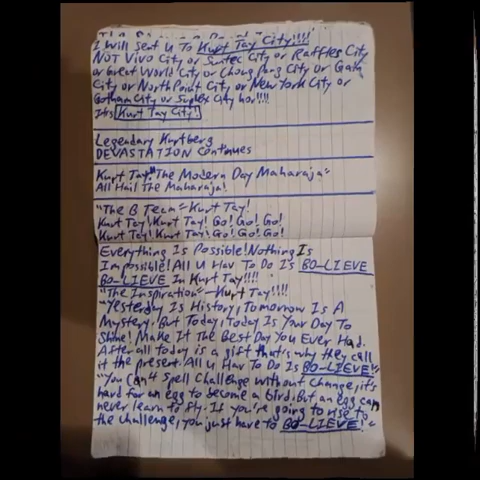 I Will Sent U To Kurt Tay City!!!!
NOT Vivo City or Suntec City or Raffles City
or Great World City or Chong Pang City or Goth
City or North Point City or New York City or
Gotham City or Suplex City hor!!!!
Its Kurt Tay City!
Legendary Kurtberg
DEVASTATION Continues
Kurt Tay "The Modern Day Maharaja"
All Hail The Maharaja!
"The B Team" Kurt Tay!
Kurt Tay! Kurt Tay! Go! Go! Go!
Kurt Tay! Kurt Tay! Go! Go! Go!
Everything Is Possible! Nothing Is
Impossible! All U Hav To Do Is BO-LIEVE
BO-LIEVE In Kurt Tay!!!!
"The Inspiration" - Kurt Tay!!!!
"Yesterday Is History, Tomorrow Is A
Mystery. But Today, Today Is Your Day To
Shine! Make It The Best Day You Ever Had.
After all today is a gift that's why they call
it the present. All U Hav To Do Is BO-LIEVE!"
"You can't spell Challenge without Change, it's
hard for an egg to become a bird. But an egg can
never learn to fly. If you're going to rise to
the challenge, you just have to BO-LIEVE!"